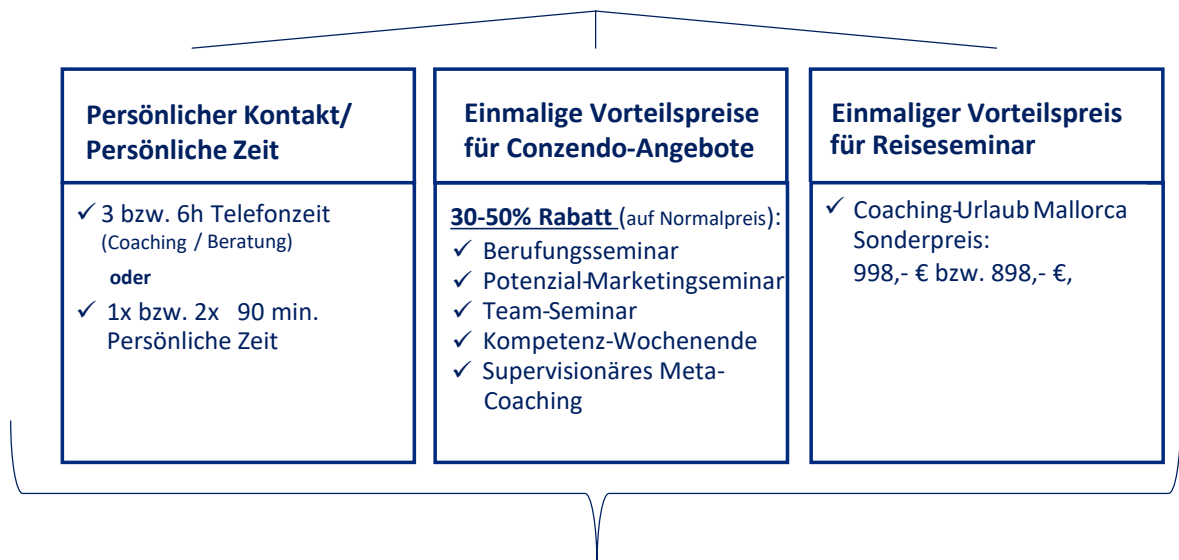 Persönlicher Kontakt/
Persönliche Zeit
✓ 3 bzw. 6h Telefonzeit
(Coaching / Beratung)
oder
✓ 1x bzw. 2x 90 min.
Persönliche Zeit
Einmalige Vorteilspreise
für Conzendo-Angebote
30-50% Rabatt (auf Normalpreis):
✓ Berufungsseminar
✓ Potenzial-Marketingseminar
✓ Team-Seminar
✓ Kompetenz-Wochenende
✓ Supervisionäres Meta-
Coaching
Einmaliger Vorteilspreis
für Reiseseminar
✓ Coaching-Urlaub Mallorca
Sonderpreis:
998,- € bzw. 898,- €,